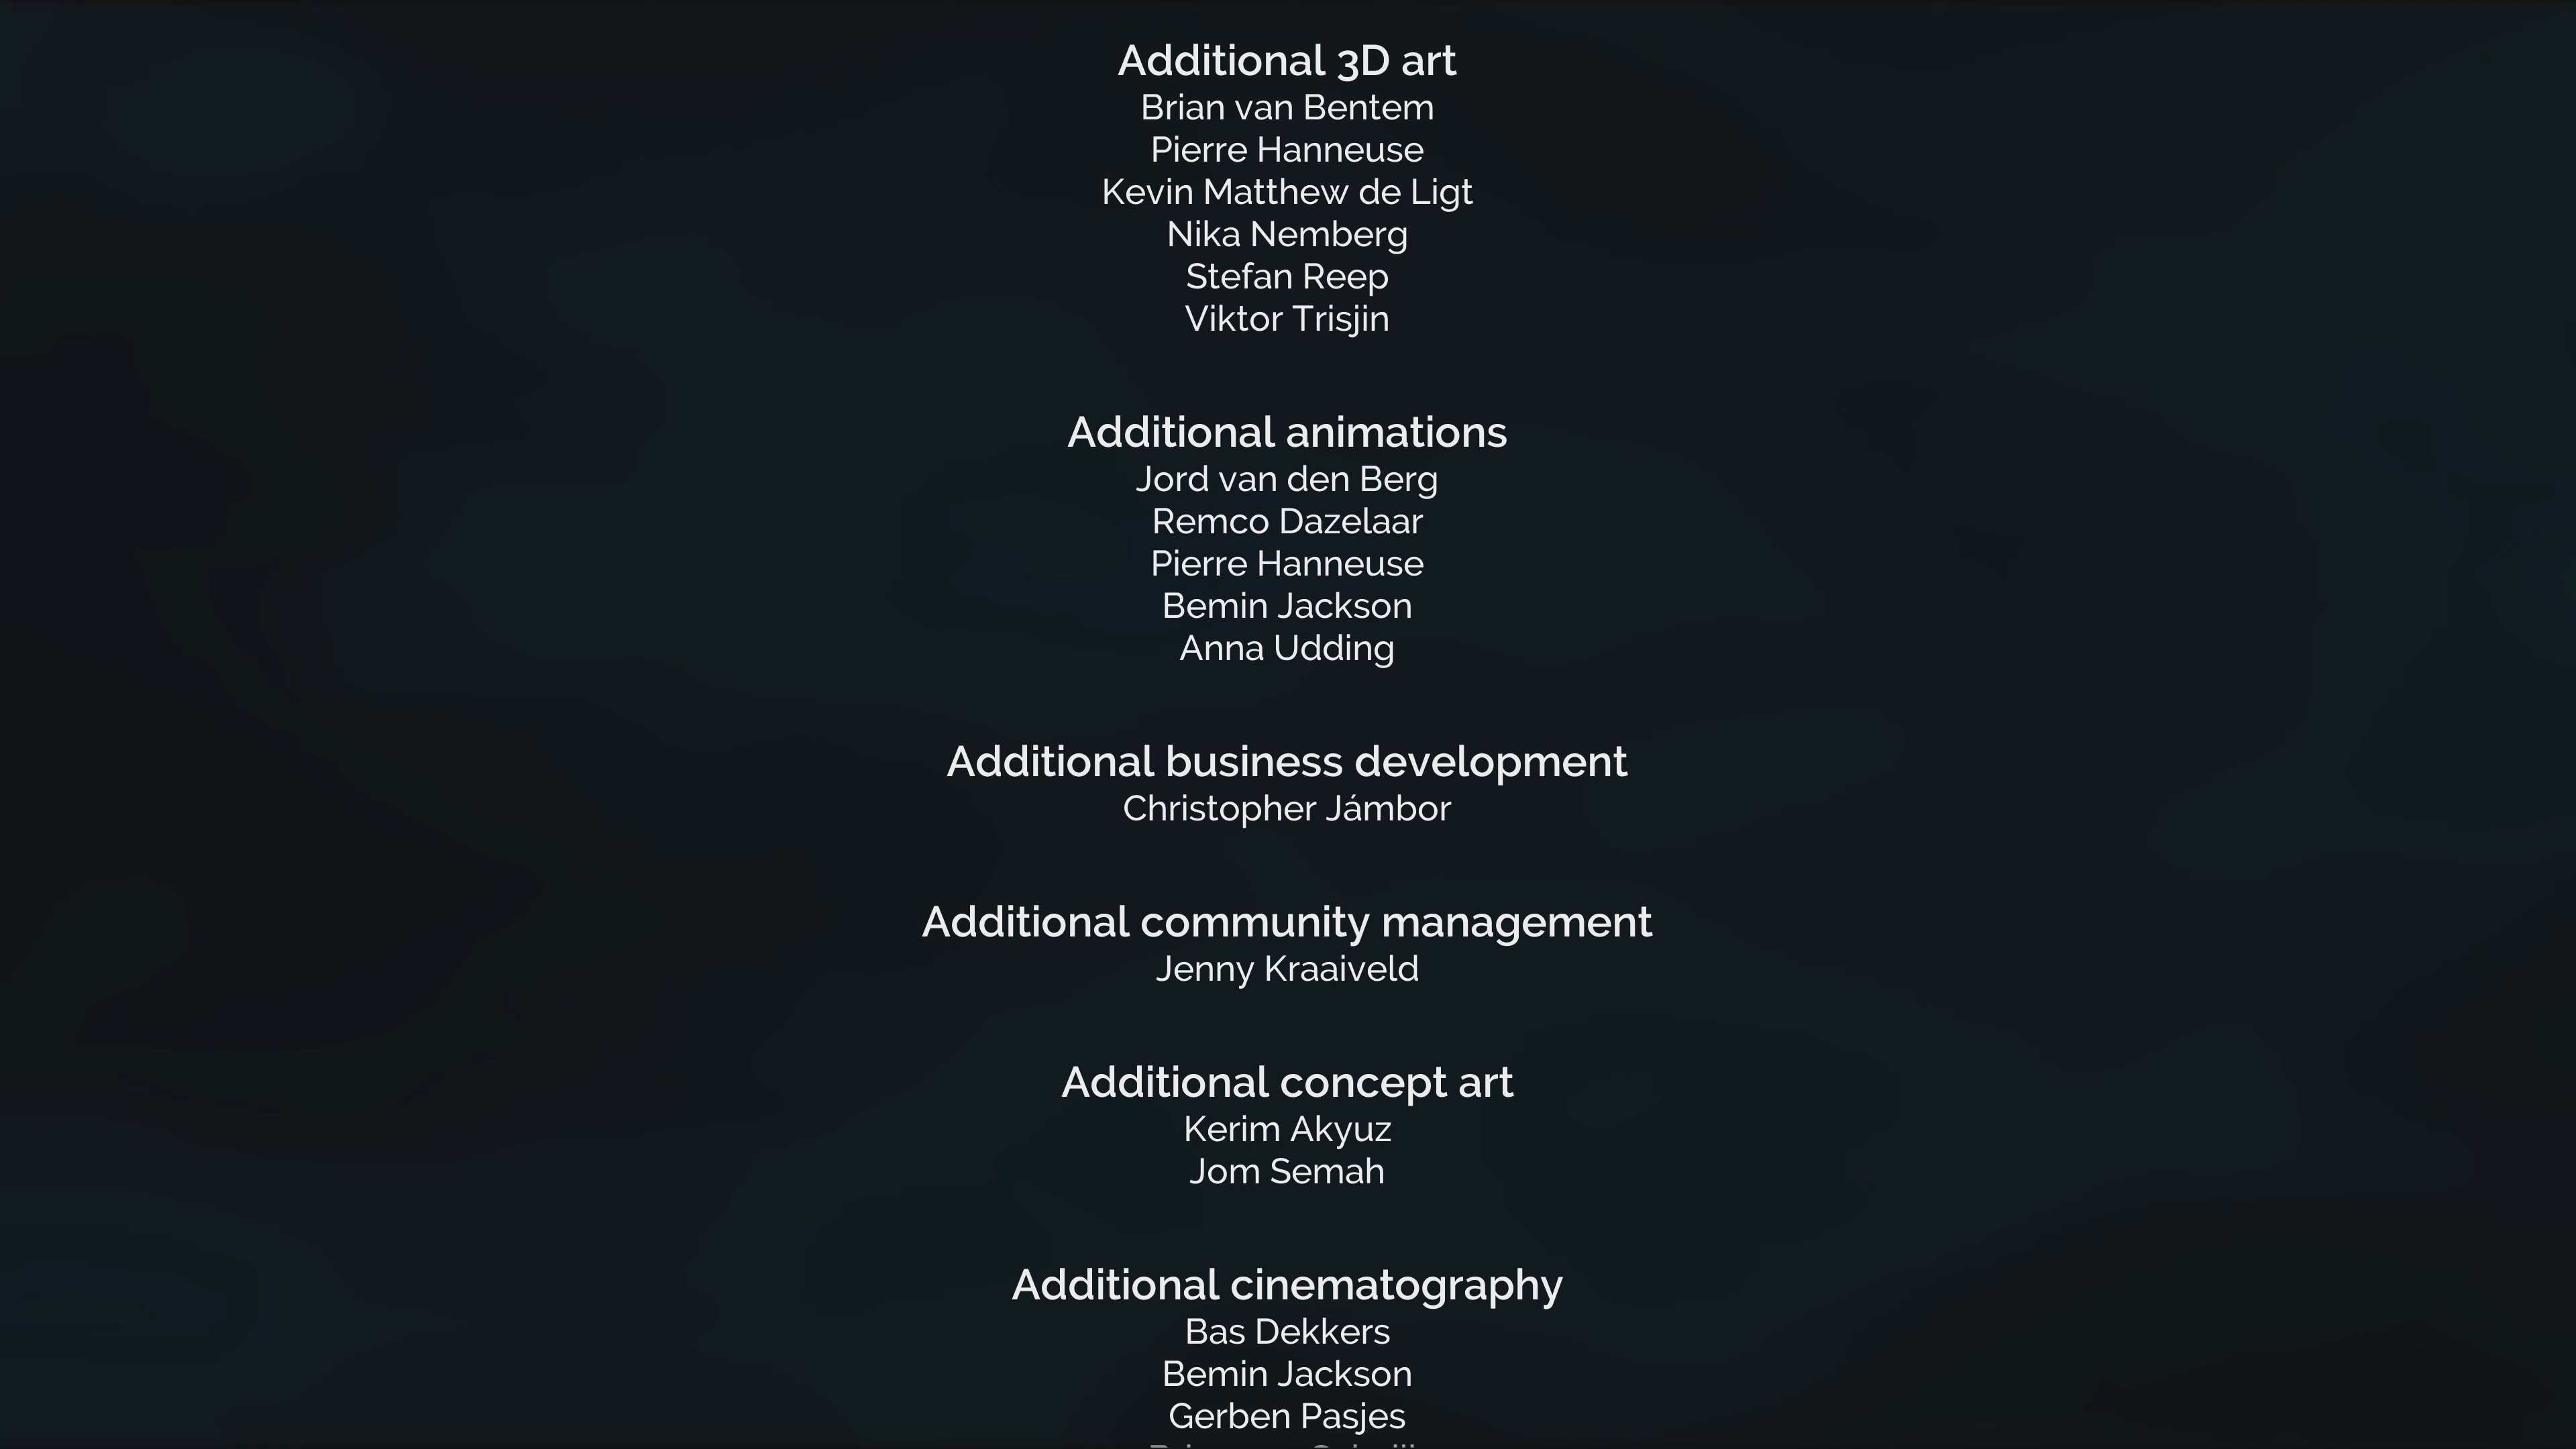 Additional 3D art
Brian van Bentem
Pierre Hanneuse
Kevin Matthew de Ligt
Nika Nemberg
Stefan Reep
Viktor Trisjin
Additional animations
Jord van den Berg
Remco Dazelaar
Pierre Hanneuse
Bemin Jackson
Anna Udding
Additional business development
Christopher Jámbor
Additional community management
Jenny Kraaiveld
Additional concept art
Kerim Akyuz
Jom Semah
Additional cinematography
Bas Dekkers
Bemin Jackson
Gerben Pasjes